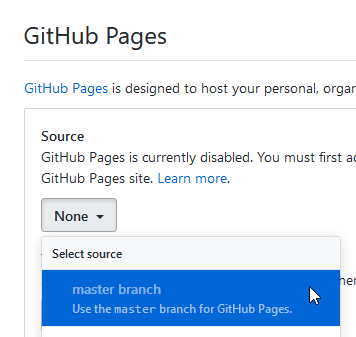 GitHub Pages
GitHub Pages is designed to host your personal, organ
Source
GitHub Pages is currently disabled. You must first ad
GitHub Pages site. Learn more.
None
Select source
master branch
Use the master branch for GitHub Pages.